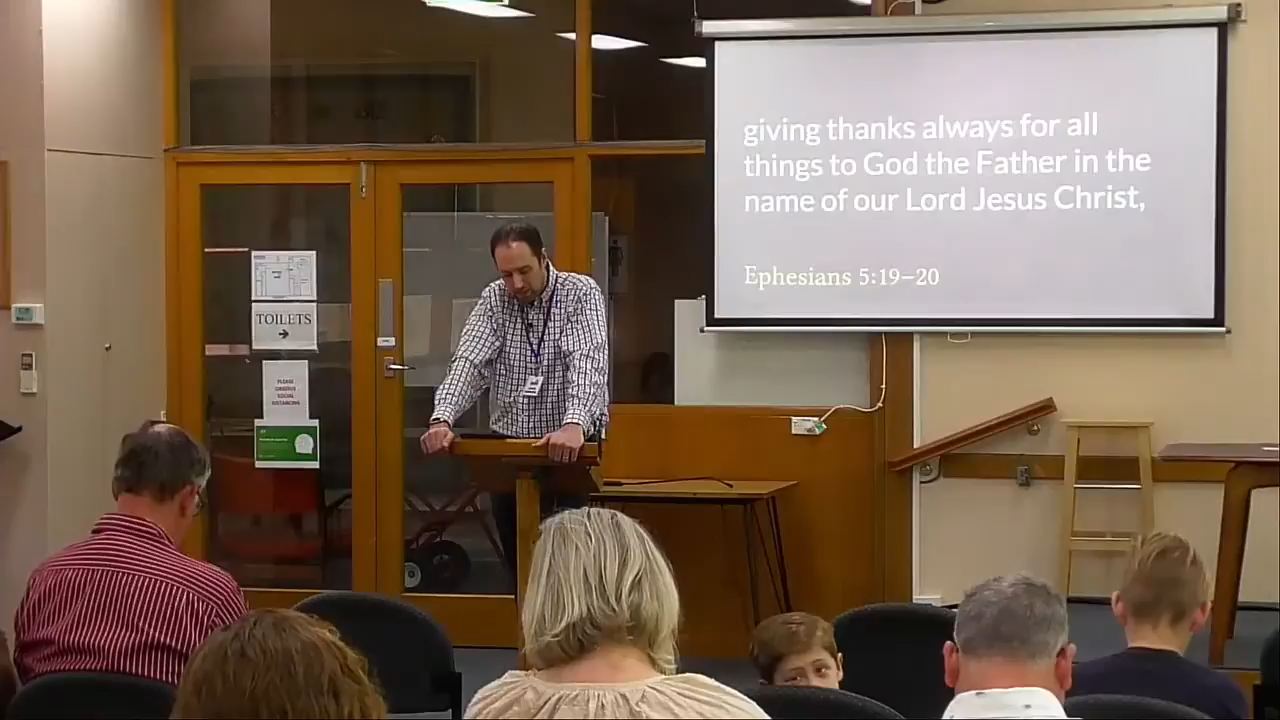 giving thanks always for all
things to God the Father in the
name of our Lord Jesus Christ,
Ephesians 5:19–20
TOILETS
PLEASE
OBSERVE
SOCIAL
DISTANCING